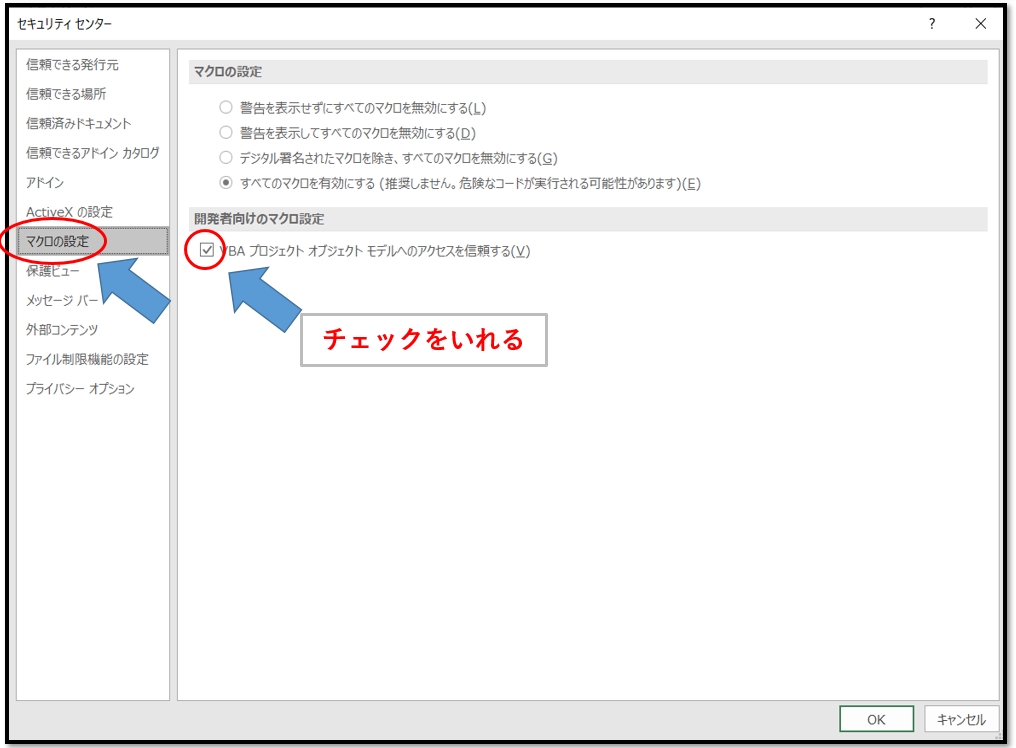 セキュリティ センター
?
信頼できる発行元
信頼できる場所
信頼済みドキュメント
信頼できるアドイン カタログ
アドイン
ActiveX の設定
マクロの設定
保護ビュー
メッセージ バー
外部コンテンツ
ファイル制限機能の設定
プライバシー オプション
マクロの設定
警告を表示せずにすべてのマクロを無効にする(L)
警告を表示してすべてのマクロを無効にする(D)
デジタル署名されたマクロを除き、すべてのマクロを無効にする(G)
すべてのマクロを有効にする (推奨しません。危険なコードが実行される可能性があります)(E)
開発者向けのマクロ設定
VBA プロジェクト オブジェクト モデルへのアクセスを信頼する(V)
チェックをいれる
OK
キャンセル